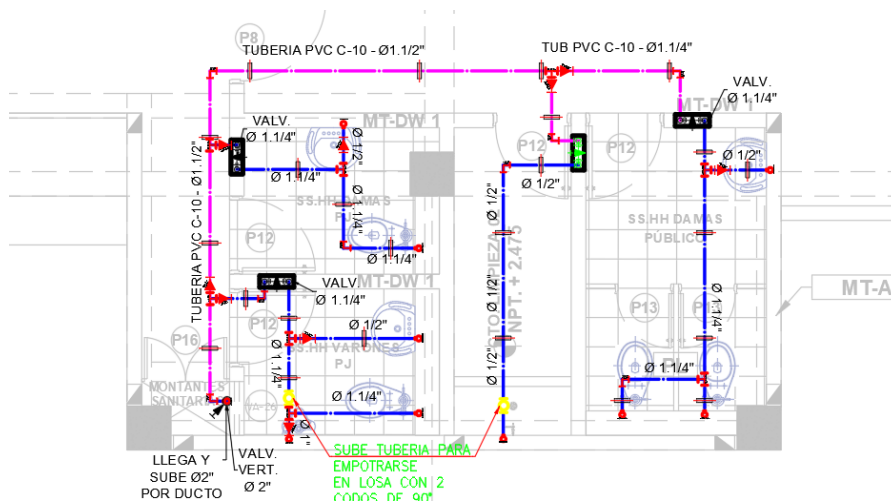 P8
TUBERIA PVC C-10 - Ø1.1/2"
TUB PVC C-10 - Ø1.1/4"
VALV.
Ø 1.1/4"
MT-DW 1
MT-DW 1
VALV.
Ø 1.1/4"
P12
P12
Ø 1/2"
Ø 1/2"
Ø 1/2"
Ø 1.1/4"
TUBERIA PVC C-10 - Ø1 1/2"
Ø 1.1/4"
SS.HH DAMAS
PJ
Ø 1/2"
SS.HH DAMAS
PÚBLICO
P12
Ø 1.1/4"
MT-DW 1
VALV.
Ø 1.1/4"
NPT. + 2.475
Ø 1/2"
MT-A
P13
P13
Ø 1.1/4"
P12
Ø 1/2"
P16
SS.HH VARONES
PJ
Ø 1.1/4"
Ø 1/2"
MONTANTES
Ø 1.1/4"
Ø 1.1/4"
Ø 1"
LLEGA Y
SUBE Ø2"
POR DUCTO
VALV.
VERT.
Ø 2"
SUBE TUBERIA PARA
EMPOTRARSE
EN LOSA CON 2
CODOS DE 90°